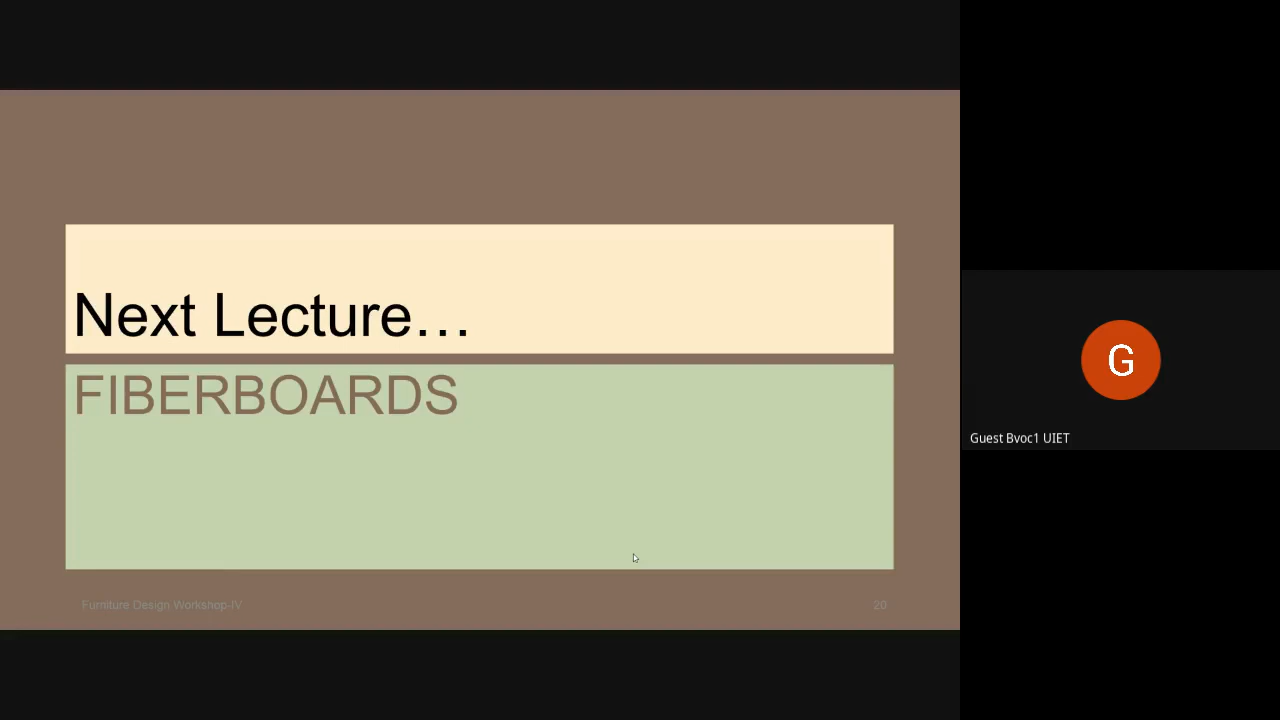 Next Lecture…
FIBERBOARDS
Furniture Design Workshop-IV
20
G
Guest Bvoc1 UIET